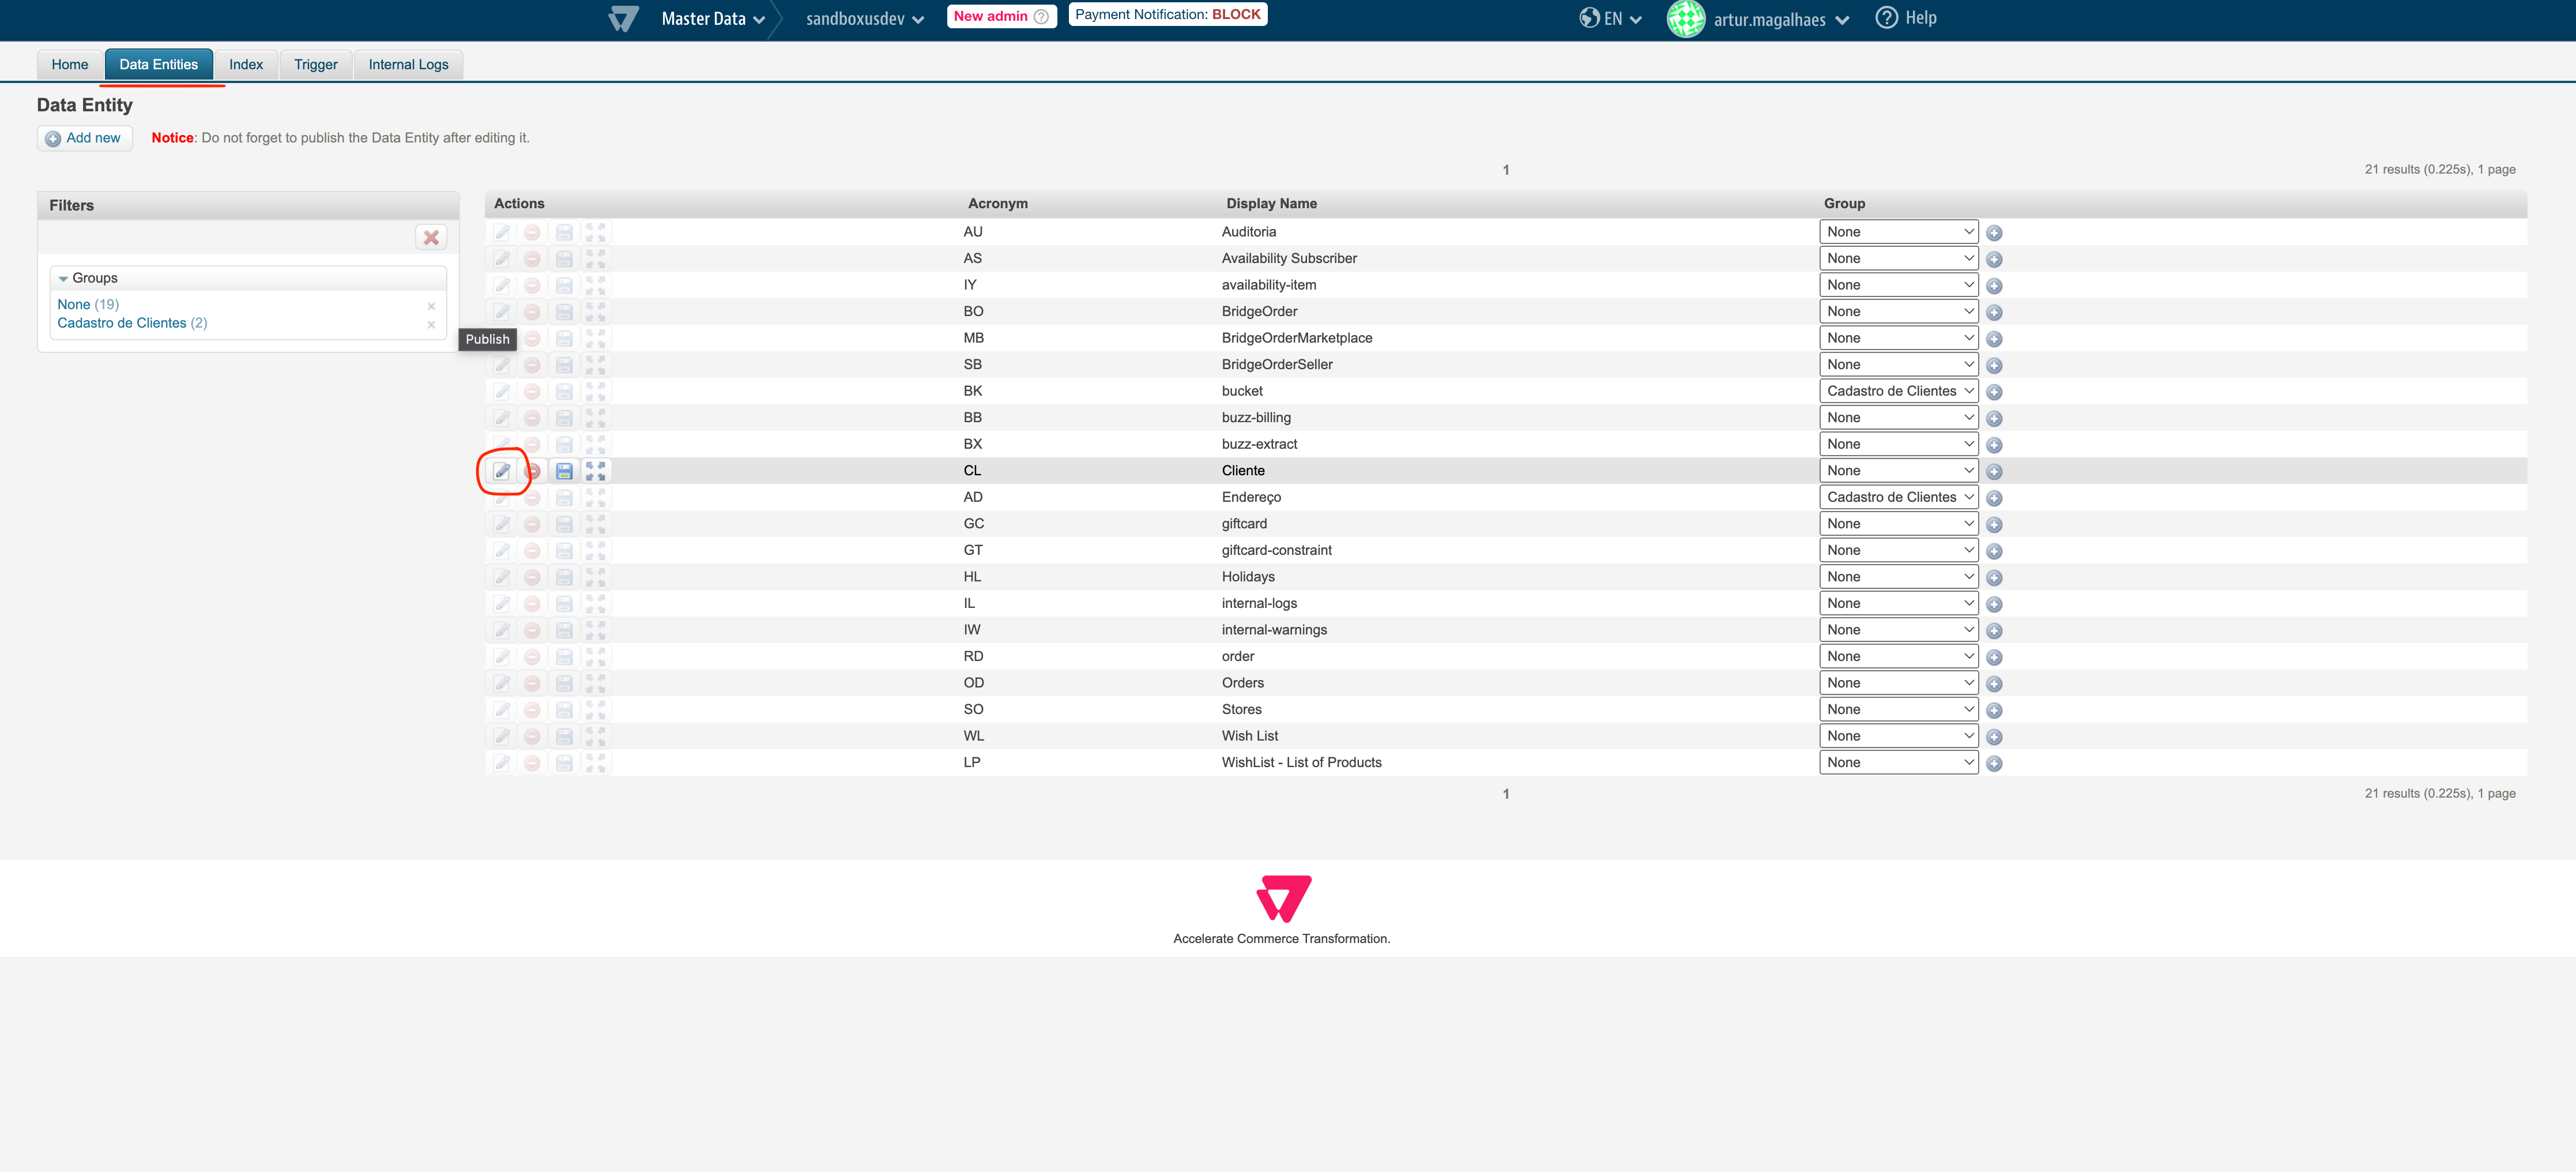 Master Data sandboxusdev New admin Payment Notification: BLOCK EN artur.magalhaes Help
Home Data Entities Index Trigger Internal Logs
Data Entity
Add new Notice: Do not forget to publish the Data Entity after editing it.
1 21 results (0.225s), 1 page
Filters
Groups
None (19)
Cadastro de Clientes (2)
Publish
Actions Acronym Display Name Group
AU Auditoria None
AS Availability Subscriber None
IY availability-item None
BO BridgeOrder None
MB BridgeOrderMarketplace None
SB BridgeOrderSeller None
BK bucket Cadastro de Clientes
BB buzz-billing None
BX buzz-extract None
CL Cliente None
AD Endereço Cadastro de Clientes
GC giftcard None
GT giftcard-constraint None
HL Holidays None
IL internal-logs None
IW internal-warnings None
RD order None
OD Orders None
SO Stores None
WL Wish List None
LP WishList - List of Products None
1 21 results (0.225s), 1 page
Accelerate Commerce Transformation.